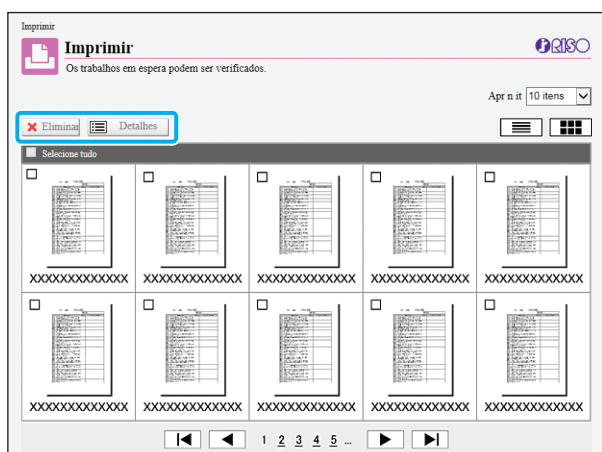 Imprimir
Imprimir
RISO
Os trabalhos em espera podem ser verificados.
Apr n it 10 itens
Eliminar Detalhes
Selecione tudo
XXXXXXXXXXXXX XXXXXXXXXXXXX XXXXXXXXXXXXX XXXXXXXXXXXXX XXXXXXXXXXXXX
XXXXXXXXXXXXX XXXXXXXXXXXXX XXXXXXXXXXXXX XXXXXXXXXXXXX XXXXXXXXXXXXX
1 2 3 4 5 ...